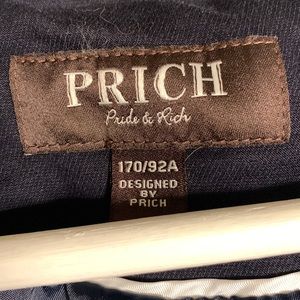 PRICH
Pride & Rich
170/92A
DESIGNED
BY
PRICH